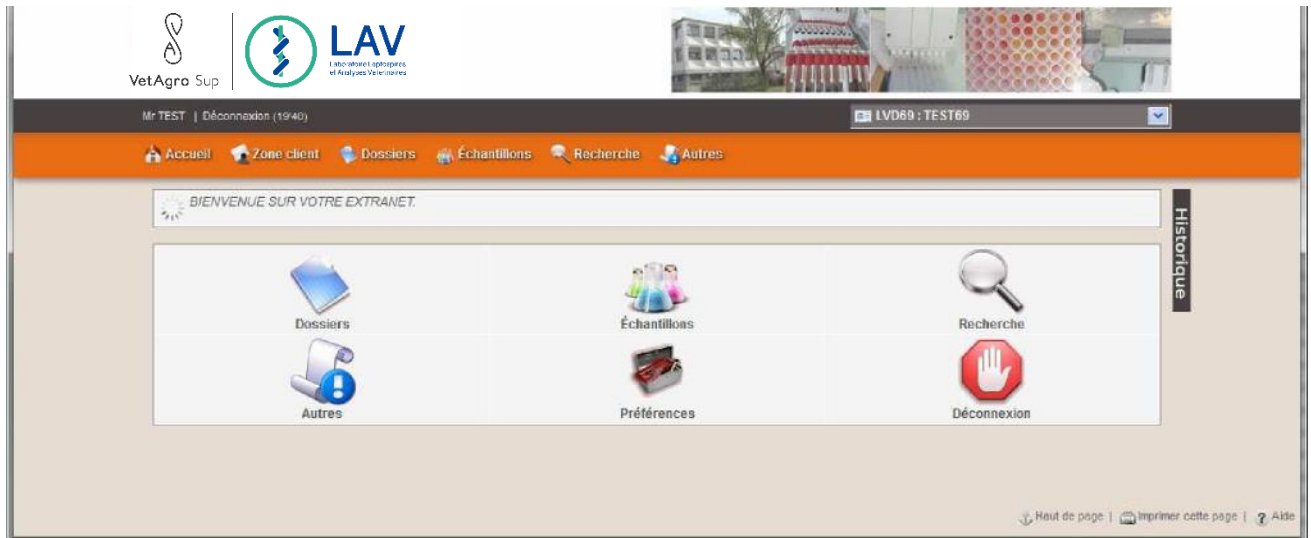 VetAgro Sup
LAV
Laboratoire Leptospires
et Analyses Vétérinaires
Mr TEST | Déconnexion (19'40)
LVD69 : TEST69
Accueil Zone client Dossiers Échantillons Recherche Autres
BIENVENUE SUR VOTRE EXTRANET.
Historique
Dossiers Échantillons Recherche
Autres Préférences Déconnexion
Haut de page | Imprimer cette page | ? Aide